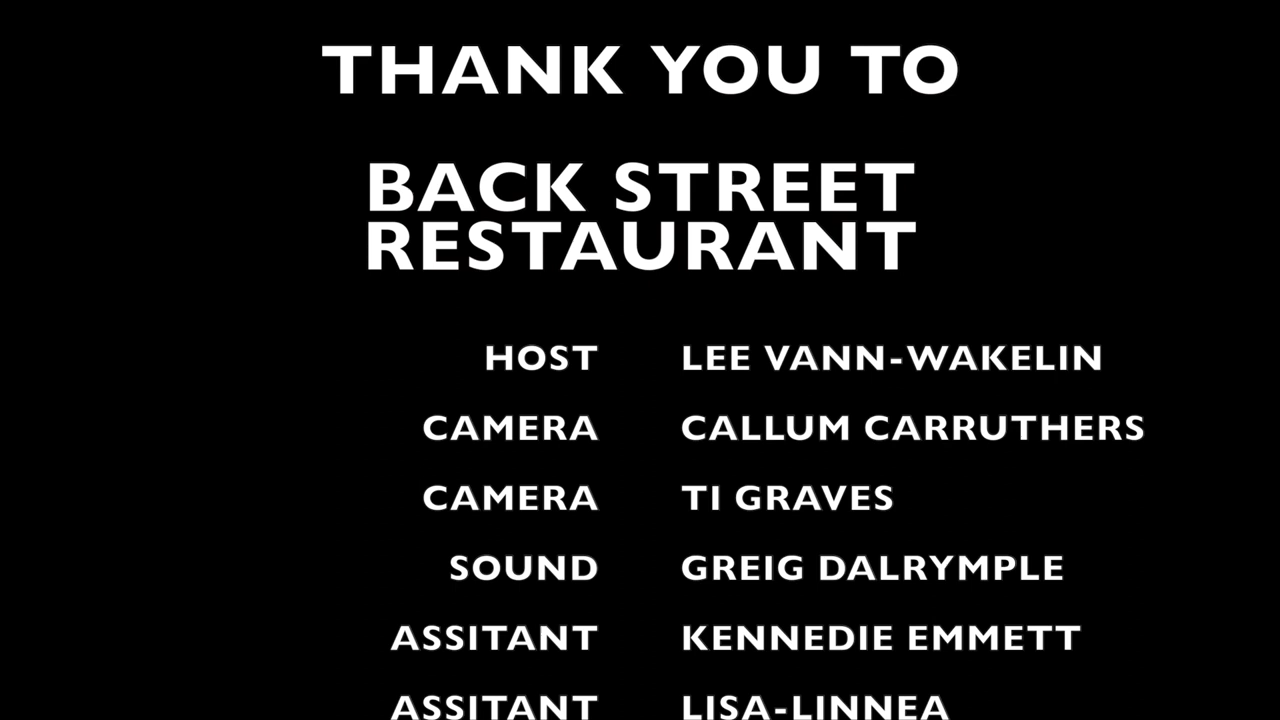 THANK YOU TO
BACK STREET
RESTAURANT
HOST LEE VANN-WAKELIN
CAMERA CALLUM CARRUTHERS
CAMERA TI GRAVES
SOUND GREIG DALRYMPLE
ASSITANT KENNEDIE EMMETT
ASSITANT LISA-LINNEA